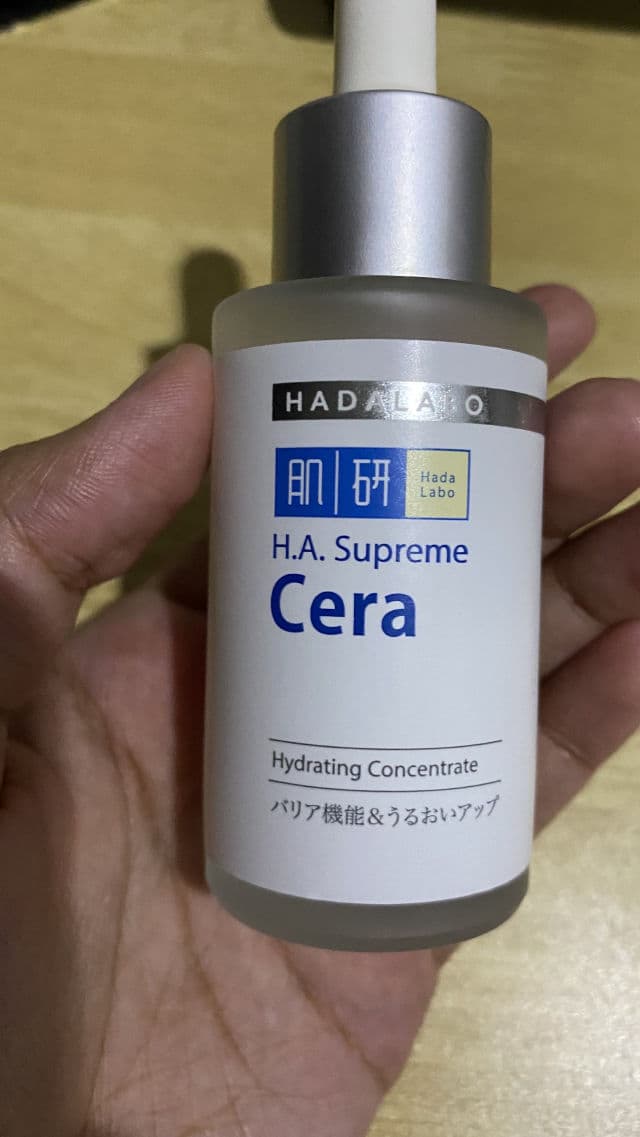 HADALABO
肌研 Hada
Labo
H.A. Supreme
Cera
Hydrating Concentrate
バリア機能&うるおいアップ